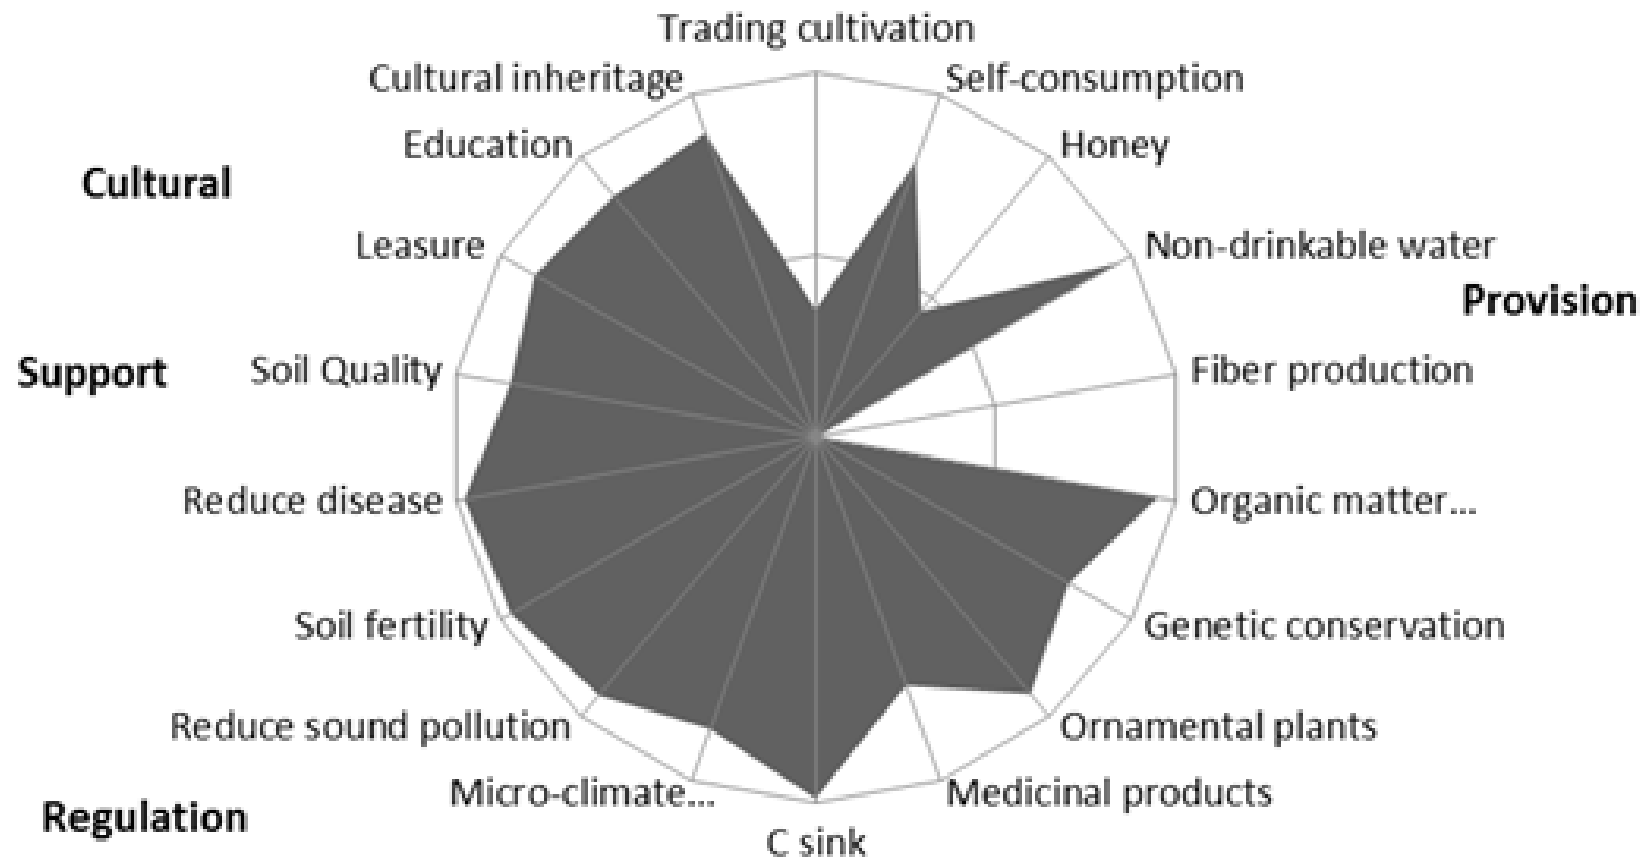 Trading cultivation
Cultural inheritage
Self-consumption
Education
Honey
Cultural
Leasure
Non-drinkable water
Provision
Support
Soil Quality
Fiber production
Reduce disease
Organic matter...
Soil fertility
Genetic conservation
Reduce sound pollution
Ornamental plants
Micro-climate...
Medicinal products
Regulation
C sink